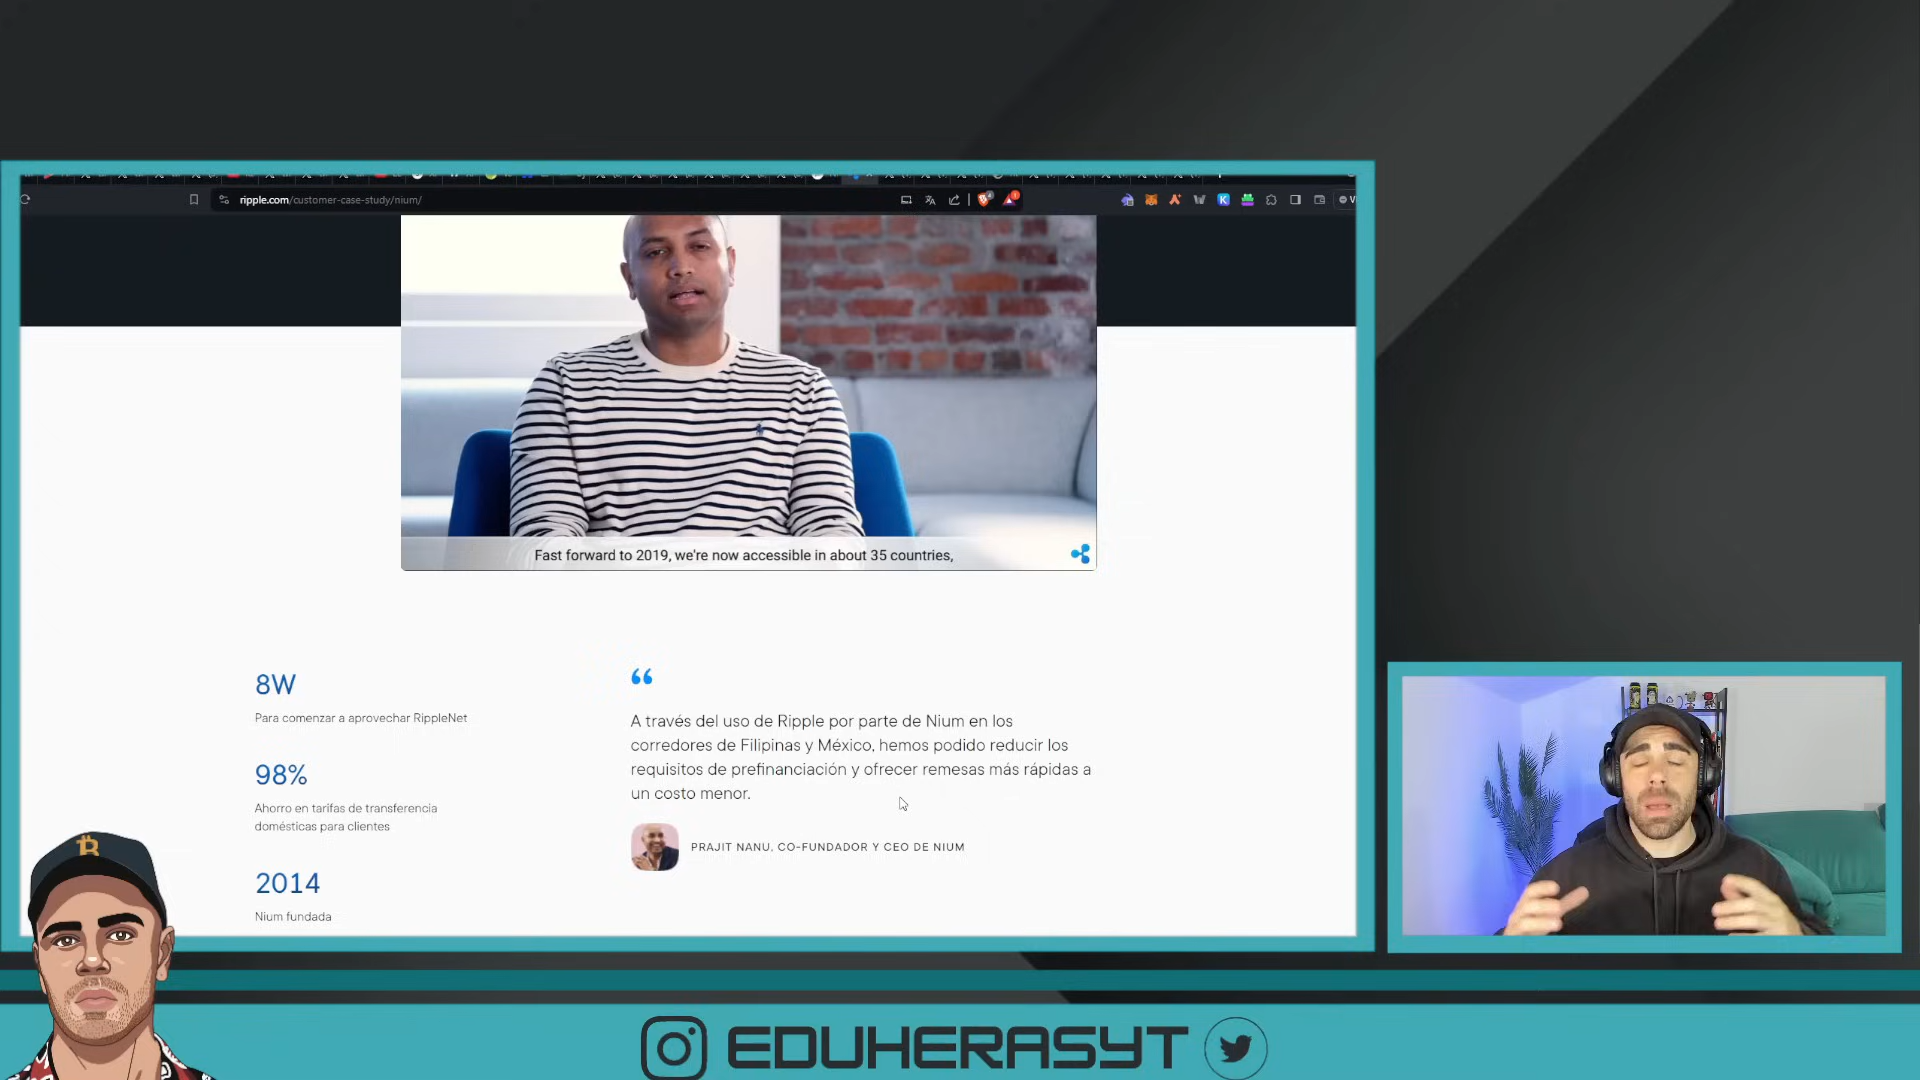 ripple.com/customer-case-study/nium/
Fast forward to 2019, we're now accessible in about 35 countries,
8W
Para comenzar a aprovechar RippleNet
98%
Ahorro en tarifas de transferencia
domésticas para clientes
2014
Nium fundada
“
A través del uso de Ripple por parte de Nium en los
corredores de Filipinas y México, hemos podido reducir los
requisitos de prefinanciación y ofrecer remesas más rápidas a
un costo menor.
PRAJIT NANU, CO-FUNDADOR Y CEO DE NIUM
EDUHERASYT